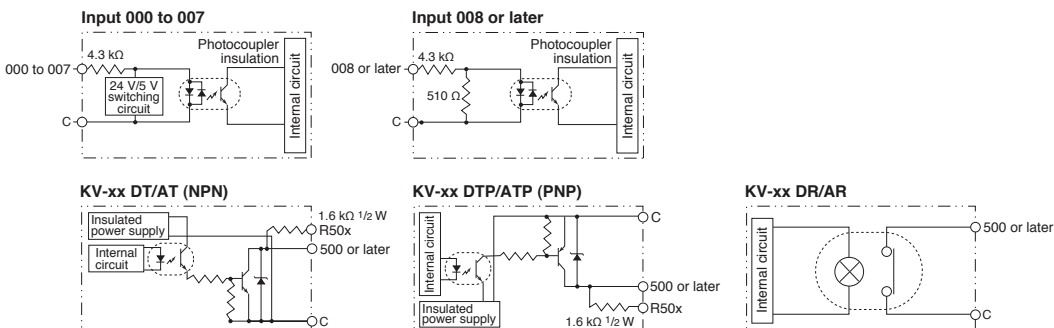 Input 000 to 007
000 to 007
4.3 kΩ
Photocoupler
insulation
24 V/5 V
switching
circuit
Internal circuit
C
Input 008 or later
008 or later
4.3 kΩ
Photocoupler
insulation
510 Ω
Internal circuit
C
KV-xx DT/AT (NPN)
Insulated
power supply
Internal
circuit
1.6 kΩ 1/2 W
R50x
500 or later
C
KV-xx DTP/ATP (PNP)
Internal circuit
Insulated
power supply
C
500 or later
R50x
1.6 kΩ 1/2 W
KV-xx DR/AR
Internal circuit
500 or later
C